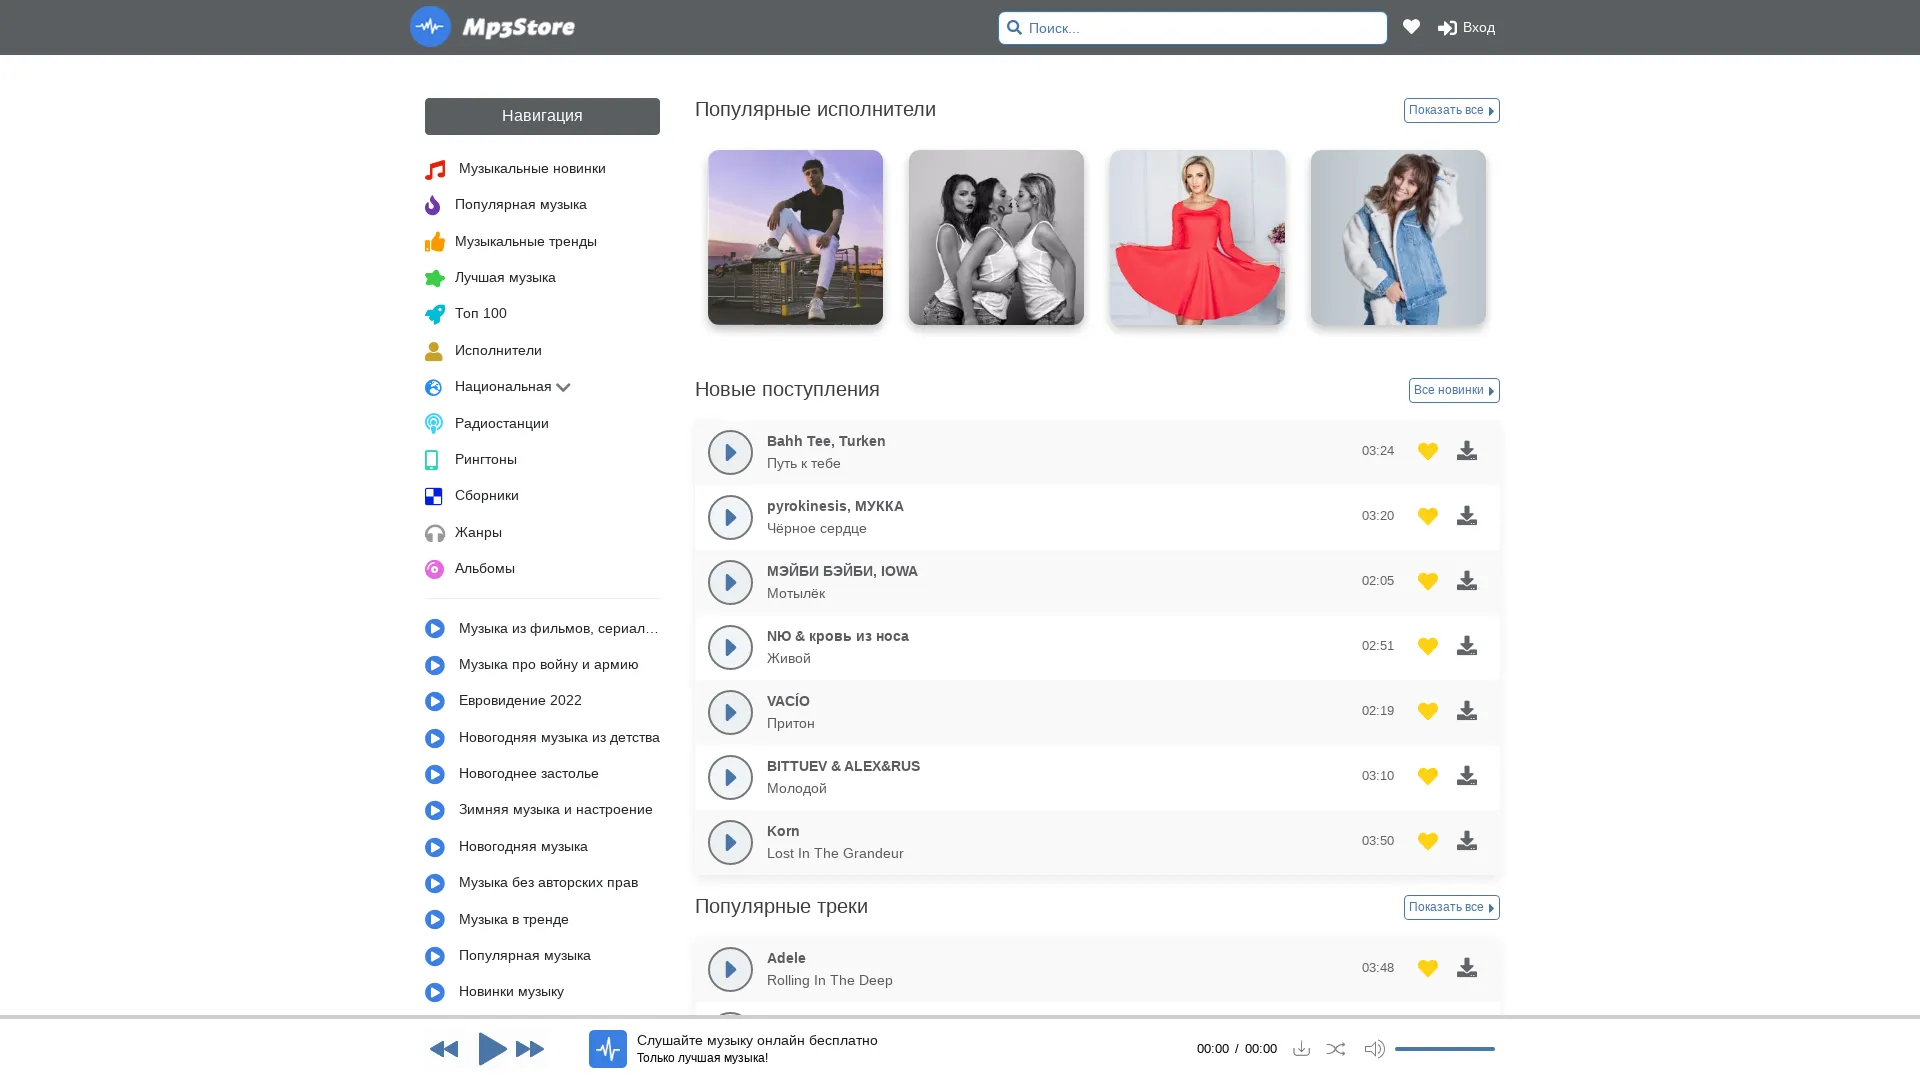 Mp3Store
Поиск...
Вход
Навигация
Музыкальные новинки
Популярная музыка
Музыкальные тренды
Лучшая музыка
Топ 100
Исполнители
Национальная
Радиостанции
Рингтоны
Сборники
Жанры
Альбомы
Музыка из фильмов, сериал...
Музыка про войну и армию
Евровидение 2022
Новогодняя музыка из детства
Новогоднее застолье
Зимняя музыка и настроение
Новогодняя музыка
Музыка без авторских прав
Музыка в тренде
Популярная музыка
Новинки музыку
Популярные исполнители
Показать все
Новые поступления
Все новинки
Bahh Tee, Turken
Путь к тебе
03:24
pyrokinesis, МУККА
Чёрное сердце
03:20
МЭЙБИ БЭЙБИ, IOWA
Мотылёк
02:05
NЮ & кровь из носа
Живой
02:51
VACÍO
Притон
02:19
BITTUEV & ALEX&RUS
Молодой
03:10
Korn
Lost In The Grandeur
03:50
Популярные треки
Показать все
Adele
Rolling In The Deep
03:48
Слушайте музыку онлайн бесплатно
Только лучшая музыка!
00:00 / 00:00